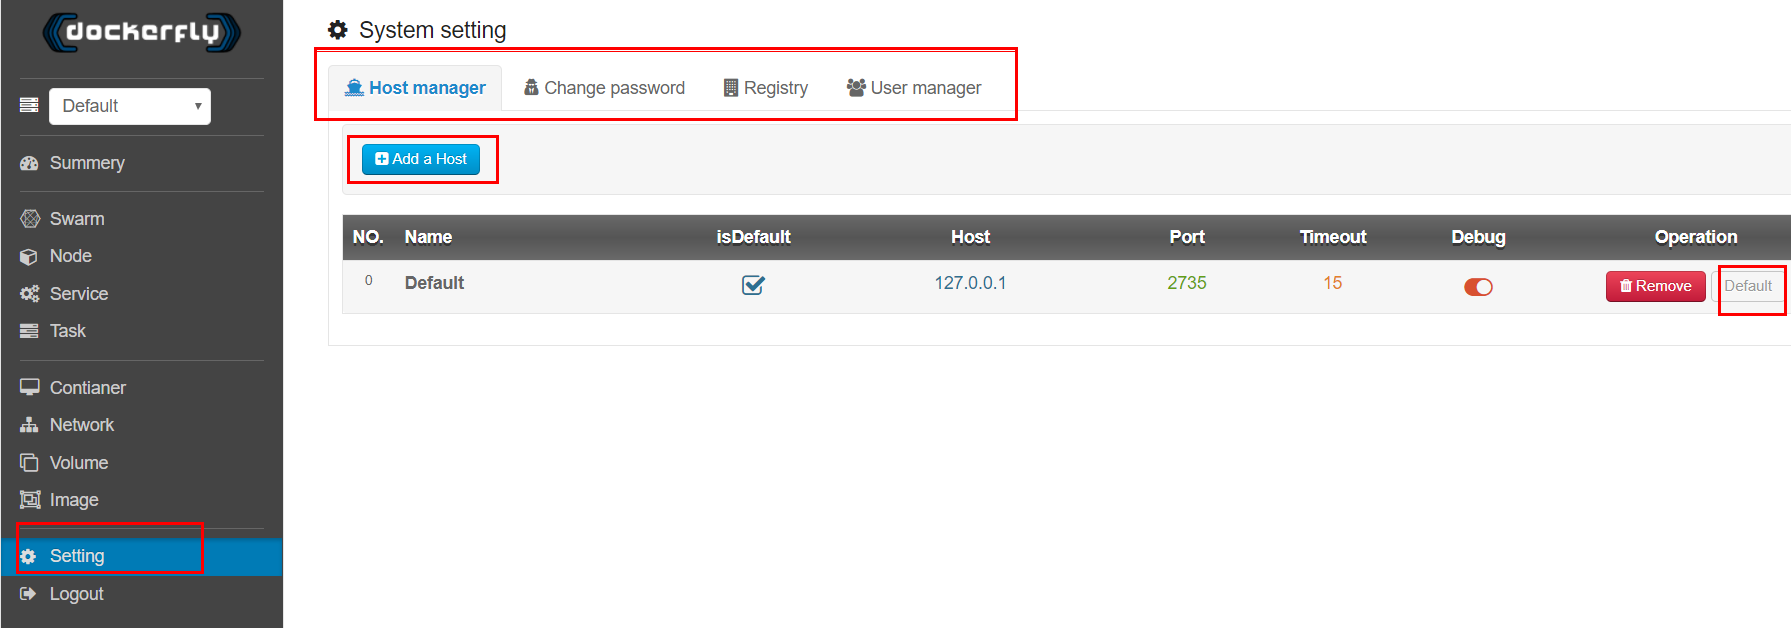 dockerfly
Default
Summery
Swarm
Node
Service
Task
Contianer
Network
Volume
Image
Setting
Logout
System setting
Host manager Change password Registry User manager
Add a Host
NO. Name isDefault Host Port Timeout Debug Operation
0 Default 127.0.0.1 2735 15 Remove Default